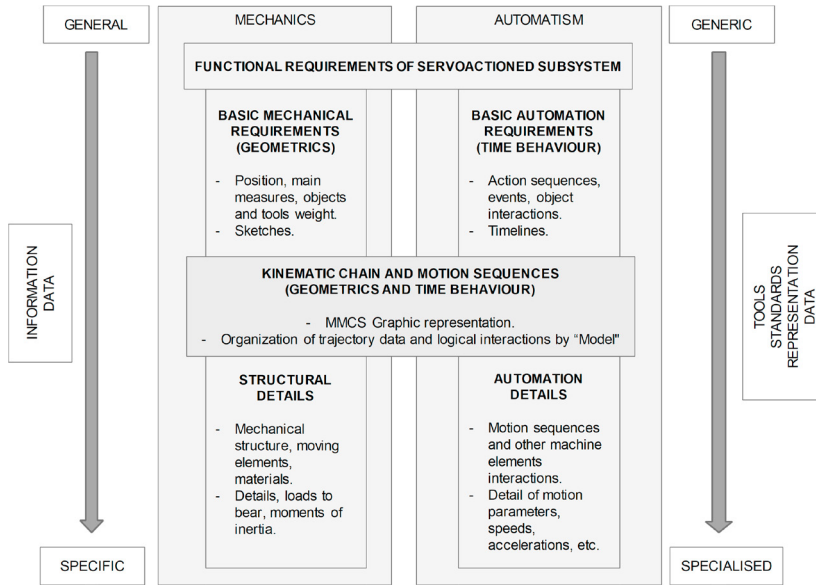 GENERAL
MECHANICS
AUTOMATISM
GENERIC
FUNCTIONAL REQUIREMENTS OF SERVOACTIONED SUBSYSTEM
BASIC MECHANICAL
REQUIREMENTS
(GEOMETRICS)
- Position, main
measures, objects
and tools weight.
- Sketches.
BASIC AUTOMATION
REQUIREMENTS
(TIME BEHAVIOUR)
- Action sequences,
events, object
interactions.
- Timelines.
INFORMATION
DATA
TOOLS
STANDARDS
REPRESENTATION
DATA
KINEMATIC CHAIN AND MOTION SEQUENCES
(GEOMETRICS AND TIME BEHAVIOUR)
- MMCS Graphic representation.
- Organization of trajectory data and logical interactions by “Model"
STRUCTURAL
DETAILS
- Mechanical
structure, moving
elements,
materials.
- Details, loads to
bear, moments of
inertia.
AUTOMATION
DETAILS
- Motion sequences
and other machine
elements
interactions.
- Detail of motion
parameters,
speeds,
accelerations, etc.
SPECIFIC
SPECIALISED